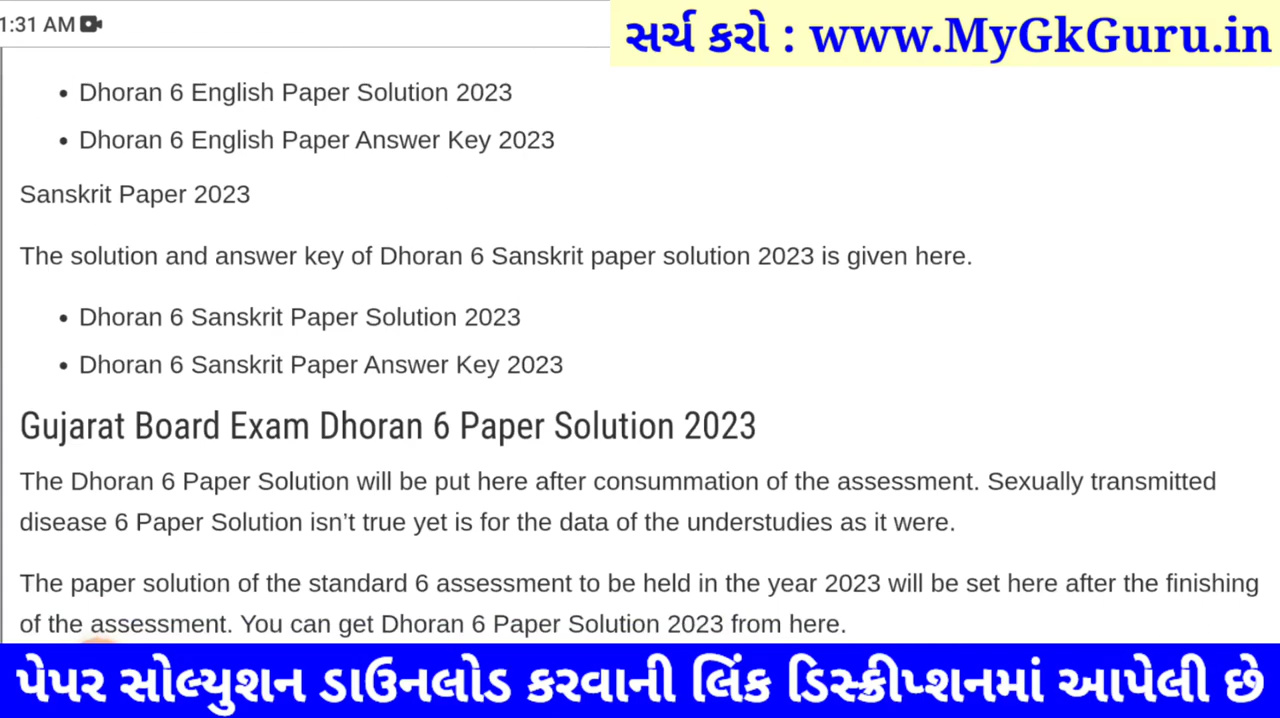 1:31 AM
સર્ચ કરો : www.MyGkGuru.in
• Dhoran 6 English Paper Solution 2023
• Dhoran 6 English Paper Answer Key 2023
Sanskrit Paper 2023
The solution and answer key of Dhoran 6 Sanskrit paper solution 2023 is given here.
• Dhoran 6 Sanskrit Paper Solution 2023
• Dhoran 6 Sanskrit Paper Answer Key 2023
Gujarat Board Exam Dhoran 6 Paper Solution 2023
The Dhoran 6 Paper Solution will be put here after consummation of the assessment. Sexually transmitted
disease 6 Paper Solution isn’t true yet is for the data of the understudies as it were.
The paper solution of the standard 6 assessment to be held in the year 2023 will be set here after the finishing
of the assessment. You can get Dhoran 6 Paper Solution 2023 from here.
પેપર સોલ્યુશન ડાઉનલોડ કરવાની લિંક ડિસ્ક્રીપ્શનમાં આપેલી છે